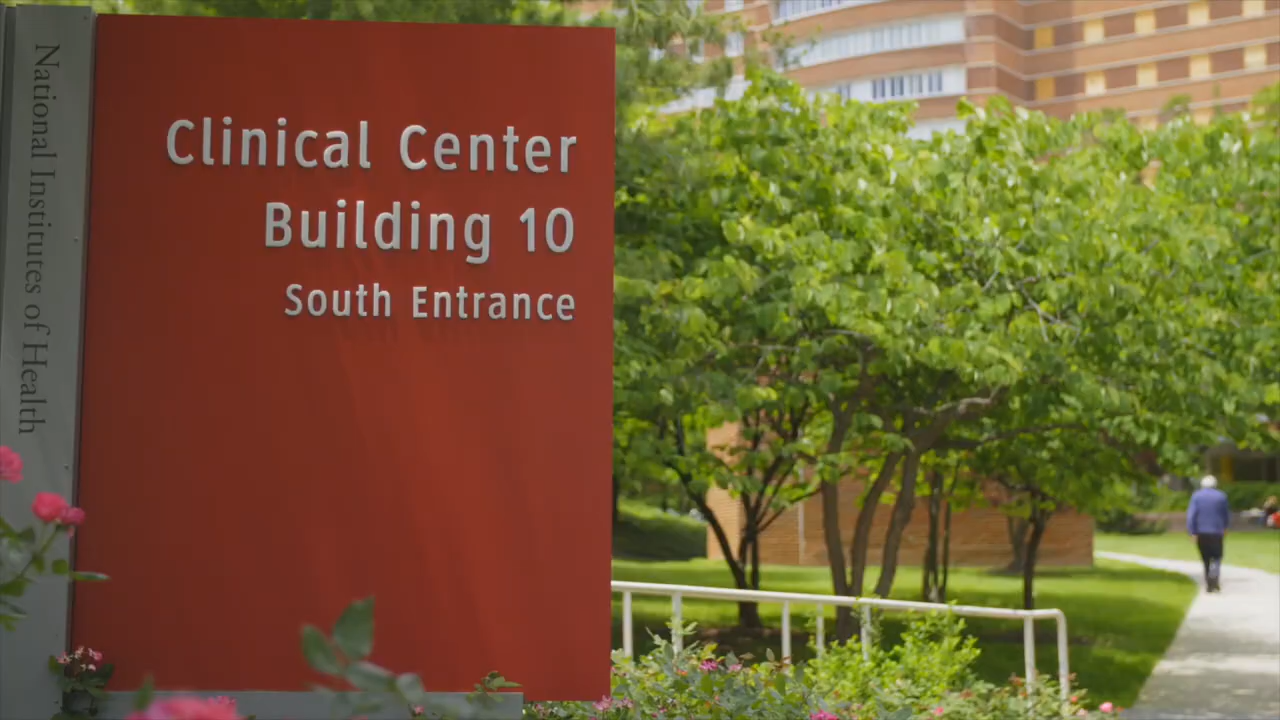 National Institutes of Health
Clinical Center
Building 10
South Entrance